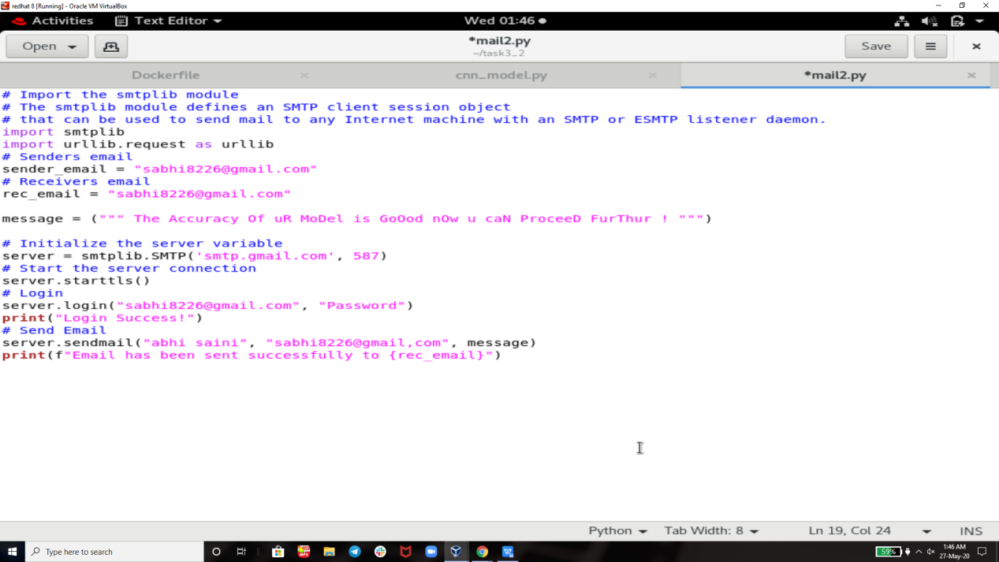 redhat 8 [Running] - Oracle VM VirtualBox
Activities Text Editor Wed 01:46
Open *mail2.py Save
~/task3_2
Dockerfile cnn_model.py *mail2.py
# Import the smtplib module
# The smtplib module defines an SMTP client session object
# that can be used to send mail to any Internet machine with an SMTP or ESMTP listener daemon.
import smtplib
import urllib.request as urllib
# Senders email
sender_email = "sabhi8226@gmail.com"
# Receivers email
rec_email = "sabhi8226@gmail.com"
message = (""" The Accuracy Of uR MoDel is GoOod nOw u caN ProceeD FurThur ! """)
# Initialize the server variable
server = smtplib.SMTP('smtp.gmail.com', 587)
# Start the server connection
server.starttls()
# Login
server.login("sabhi8226@gmail.com", "Password")
print("Login Success!")
# Send Email
server.sendmail("abhi saini", "sabhi8226@gmail,com", message)
print(f"Email has been sent successfully to {rec_email}")
Python Tab Width: 8 Ln 19, Col 24 INS
Type here to search 59% 1:46 AM
27-May-20